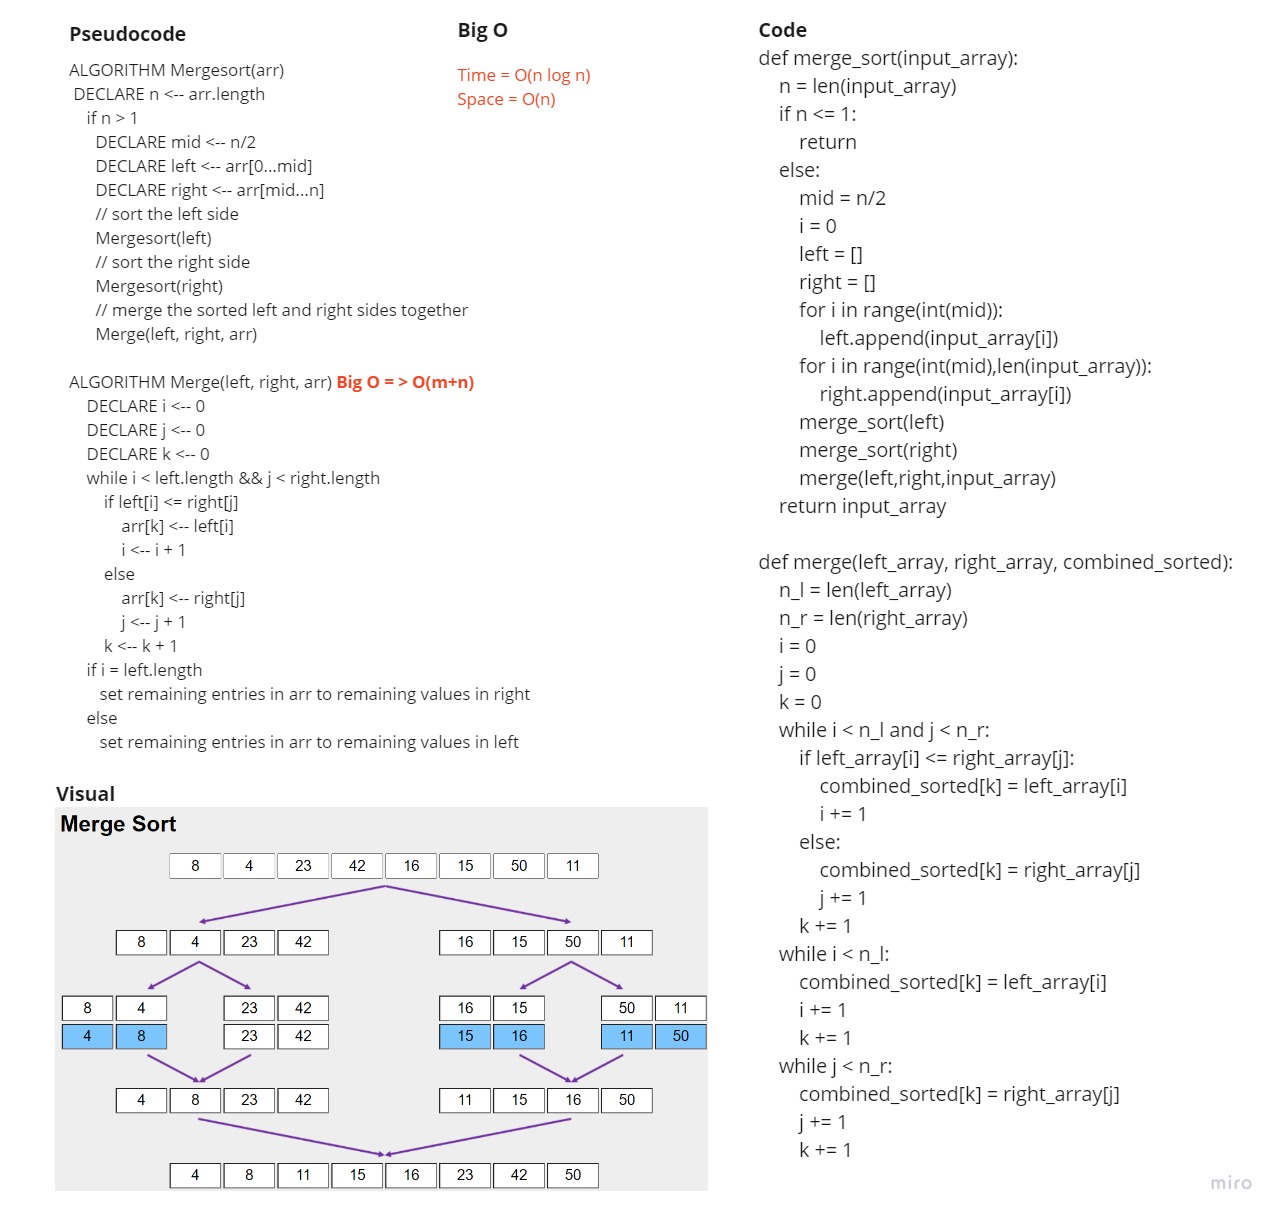 Pseudocode
ALGORITHM Mergesort(arr)
DECLARE n <-- arr.length
if n > 1
DECLARE mid <-- n/2
DECLARE left <-- arr[0...mid]
DECLARE right <-- arr[mid...n]
// sort the left side
Mergesort(left)
// sort the right side
Mergesort(right)
// merge the sorted left and right sides together
Merge(left, right, arr)
ALGORITHM Merge(left, right, arr) Big O = > O(m+n)
DECLARE i <-- 0
DECLARE j <-- 0
DECLARE k <-- 0
while i < left.length && j < right.length
if left[i] <= right[j]
arr[k] <-- left[i]
i <-- i + 1
else
arr[k] <-- right[j]
j <-- j + 1
k <-- k + 1
if i = left.length
set remaining entries in arr to remaining values in right
else
set remaining entries in arr to remaining values in left
Big O
Time = O(n log n)
Space = O(n)
Code
def merge_sort(input_array):
n = len(input_array)
if n <= 1:
return
else:
mid = n/2
i = 0
left = []
right = []
for i in range(int(mid)):
left.append(input_array[i])
for i in range(int(mid),len(input_array)):
right.append(input_array[i])
merge_sort(left)
merge_sort(right)
merge(left,right,input_array)
return input_array
def merge(left_array, right_array, combined_sorted):
n_l = len(left_array)
n_r = len(right_array)
i = 0
j = 0
k = 0
while i < n_l and j < n_r:
if left_array[i] <= right_array[j]:
combined_sorted[k] = left_array[i]
i += 1
else:
combined_sorted[k] = right_array[j]
j += 1
k += 1
while i < n_l:
combined_sorted[k] = left_array[i]
i += 1
k += 1
while j < n_r:
combined_sorted[k] = right_array[j]
j += 1
k += 1
Visual
Merge Sort
8 4 23 42 16 15 50 11
8 4 23 42 16 15 50 11
8 4 23 42 16 15 50 11
4 8 23 42 15 16 11 50
4 8 23 42 11 15 16 50
4 8 11 15 16 23 42 50
miro